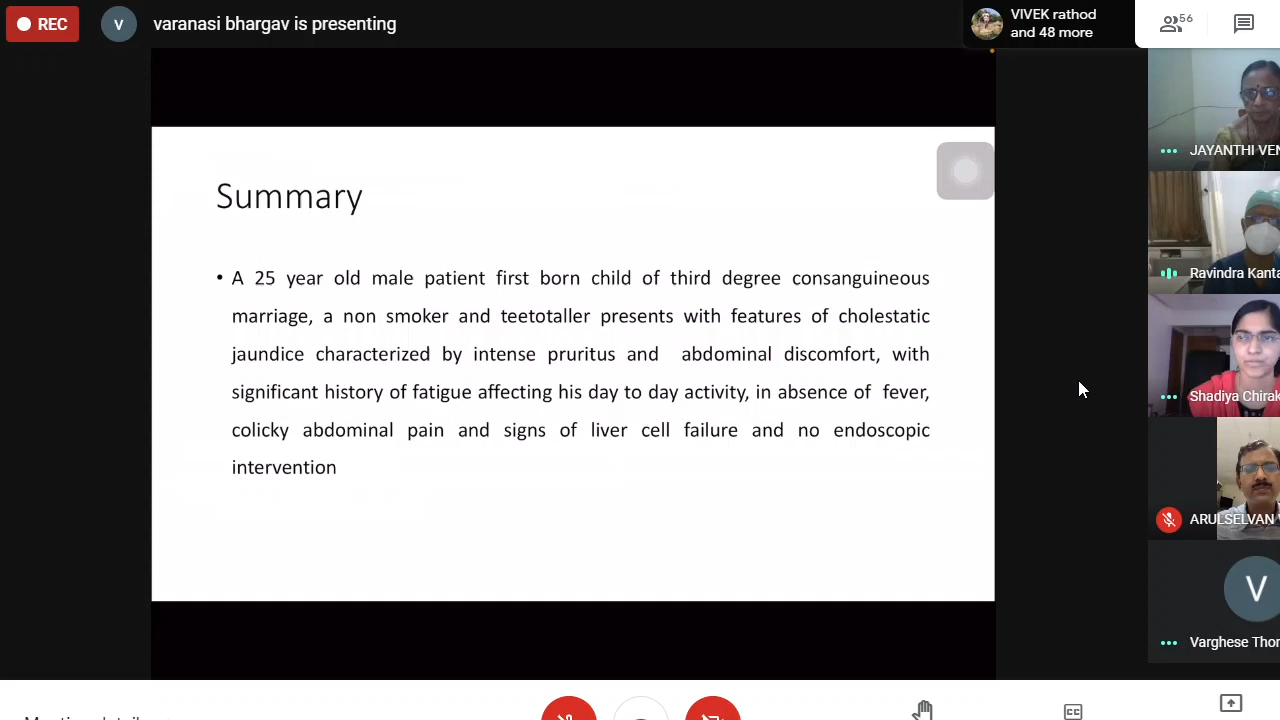 REC
V
varanasi bhargav is presenting
VIVEK rathod
and 48 more
56
JAYANTHI VEN
Summary
• A 25 year old male patient first born child of third degree consanguineous
marriage, a non smoker and teetotaller presents with features of cholestatic
jaundice characterized by intense pruritus and abdominal discomfort, with
significant history of fatigue affecting his day to day activity, in absence of fever,
colicky abdominal pain and signs of liver cell failure and no endoscopic
intervention
Ravindra Kanta
Shadiya Chirak
ARULSELVAN V
V
Varghese Thor
CC